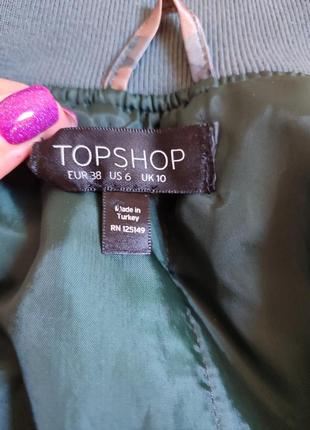 TOPSHOP
EUR 38 US 6 UK 10
Made in
Turkey
RN 125149